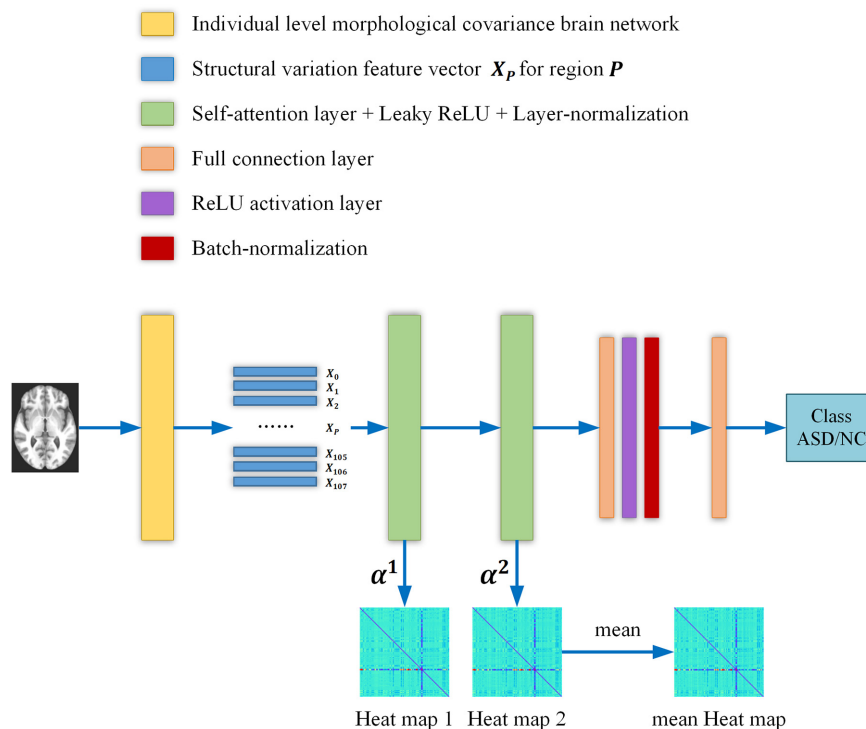 Individual level morphological covariance brain network
Structural variation feature vector X_P for region P
Self-attention layer + Leaky ReLU + Layer-normalization
Full connection layer
ReLU activation layer
Batch-normalization
X_0
X_1
X_2
...... X_P
X_105
X_106
X_107
Class
ASD/NC
α^1
α^2
mean
Heat map 1
Heat map 2
mean Heat map